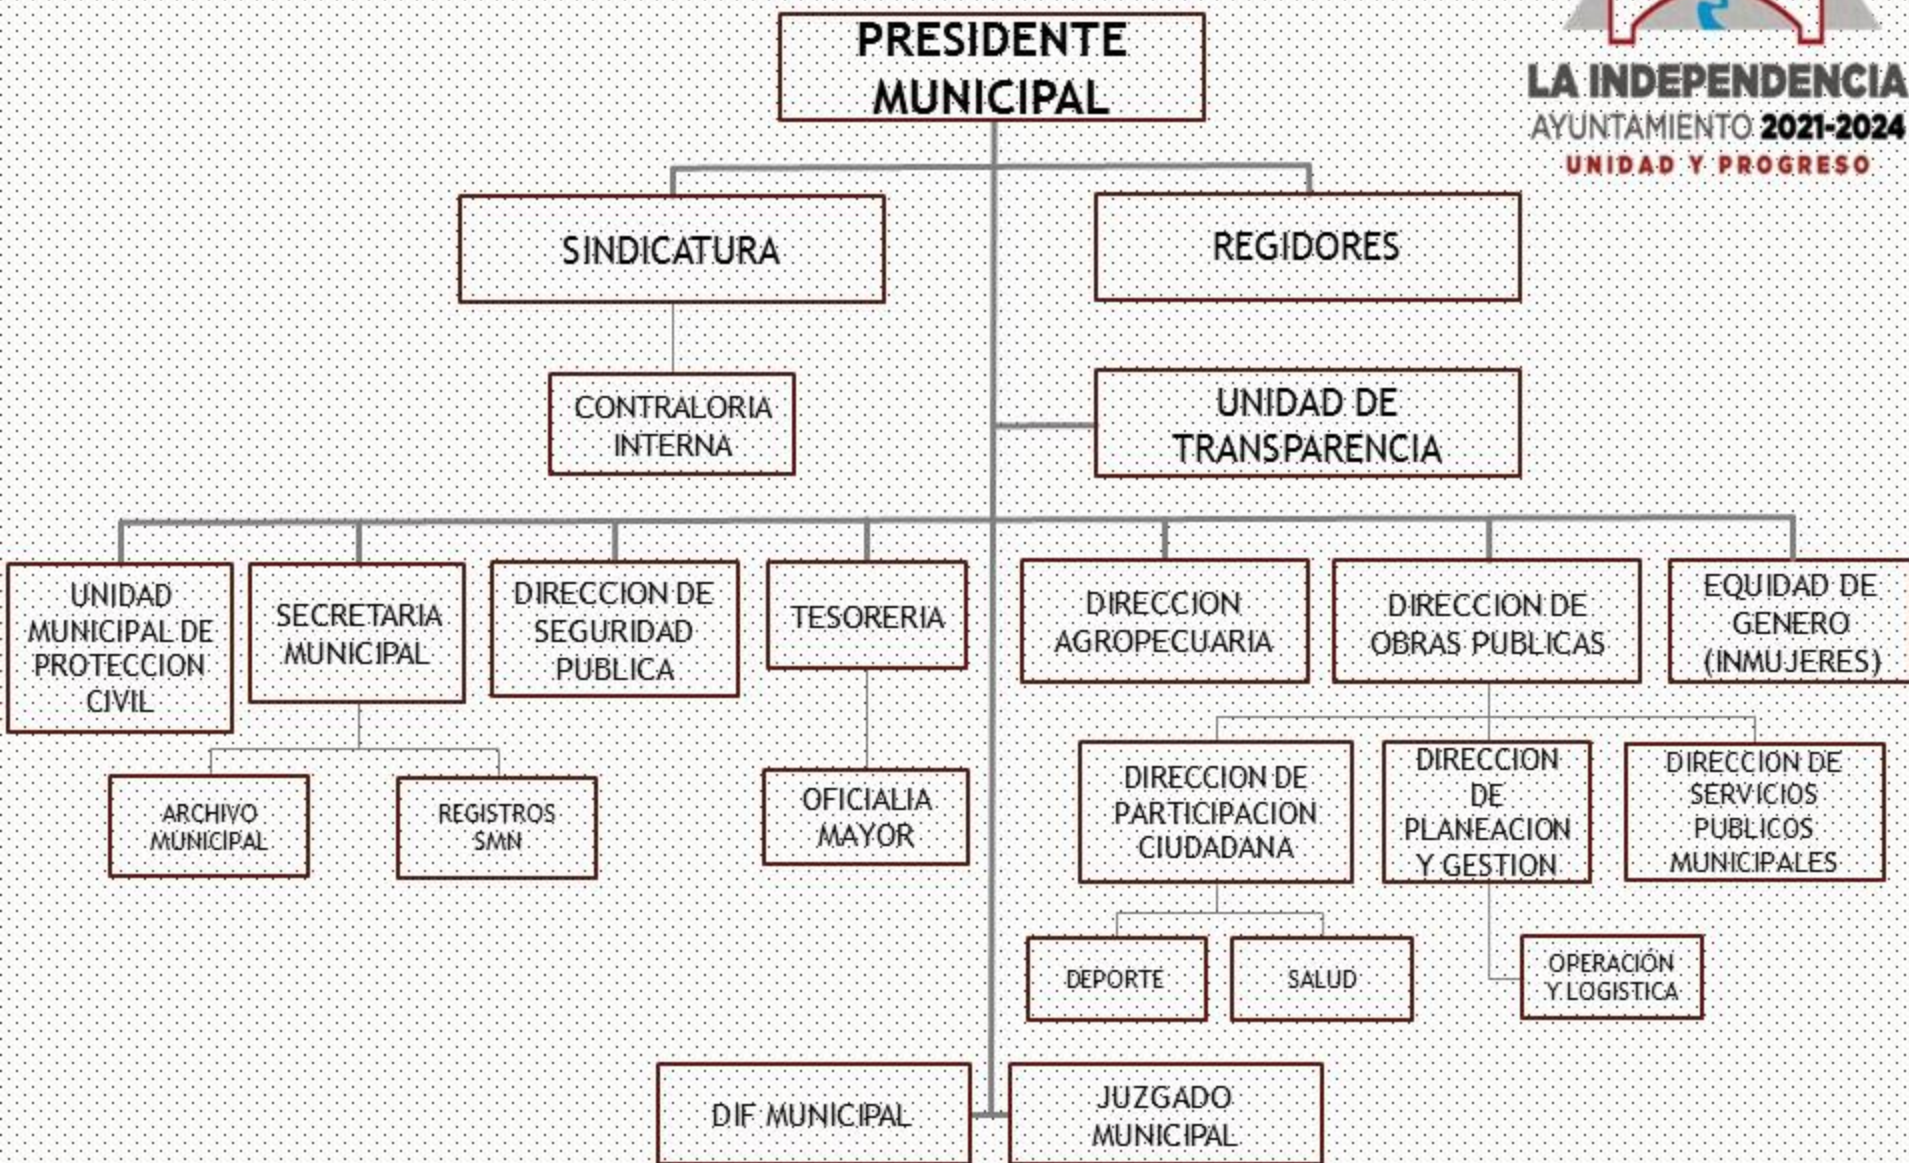 PRESIDENTE
MUNICIPAL
LA INDEPENDENCIA
AYUNTAMIENTO 2021-2024
UNIDAD Y PROGRESO
SINDICATURA
REGIDORES
CONTRALORIA
INTERNA
UNIDAD DE
TRANSPARENCIA
UNIDAD
MUNICIPAL DE
PROTECCION
CIVIL
SECRETARIA
MUNICIPAL
DIRECCION DE
SEGURIDAD
PUBLICA
TESORERIA
DIRECCION
AGROPECUARIA
DIRECCION DE
OBRAS PUBLICAS
EQUIDAD DE
GENERO
(INMUJERES)
ARCHIVO
MUNICIPAL
REGISTROS
SMN
OFICIALIA
MAYOR
DIRECCION DE
PARTICIPACION
CIUDADANA
DIRECCION
DE
PLANEACION
Y GESTION
DIRECCION DE
SERVICIOS
PUBLICOS
MUNICIPALES
DEPORTE
SALUD
OPERACIÓN
Y LOGISTICA
DIF MUNICIPAL
JUZGADO
MUNICIPAL